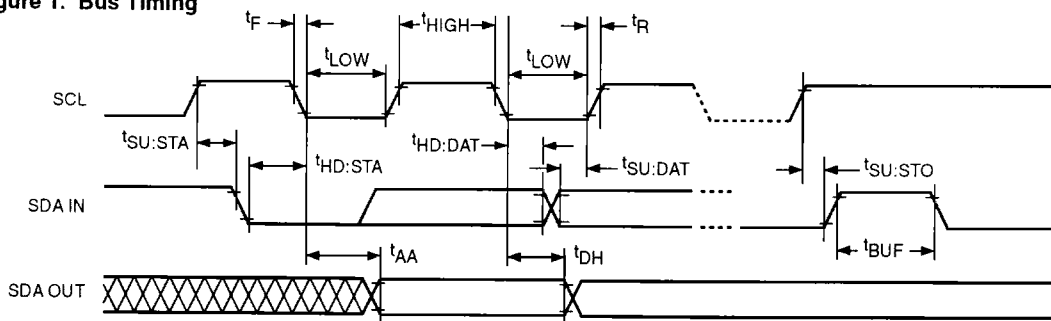 gure 1. Bus Timing
tF
tHIGH
tR
tLOW
tLOW
SCL
tSU:STA
tHD:STA
tHD:DAT
tSU:DAT
tSU:STO
SDA IN
tAA
tDH
tBUF
SDA OUT